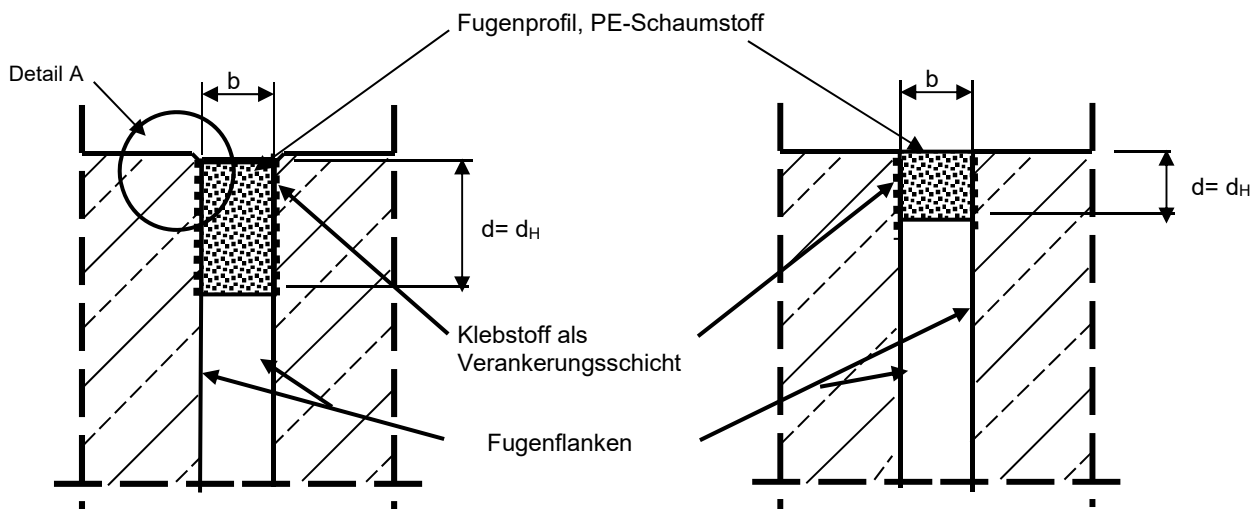 Fugenprofil, PE-Schaumstoff
Detail A
b
b
d= dH
d= dH
Klebstoff als
Verankerungsschicht
Fugenflanken